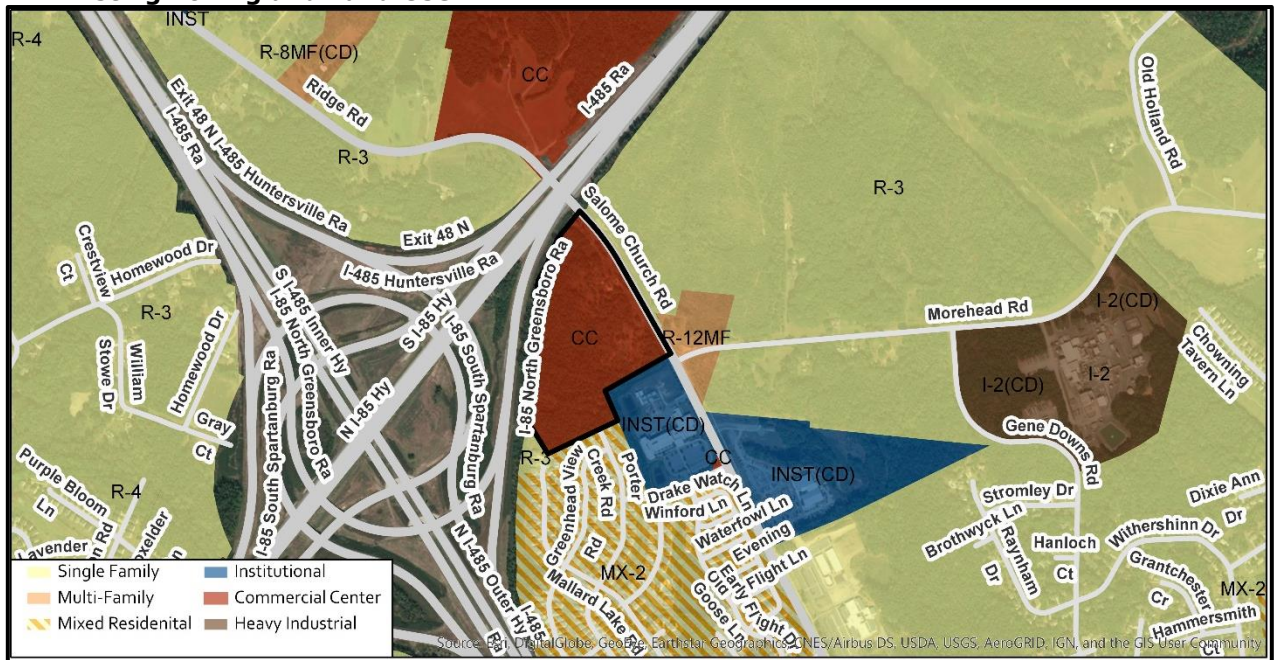 INST
R-4
R-8MF(CD)
CC
I-485 Ra
Ridge Rd
Old Holland Rd
Exit 48 N I-485 Huntersville Ra
I-485 Ra
R-3
R-3
Salome Church Rd
Exit 48 N
I-485 Huntersville Ra
Crestview
Ct
Homewood Dr
S I-485 Inner Hy
I-85 North Greensboro Ra
S I-85 Hy
I-85 South Spartanburg Ra
I-85 North Greensboro Ra
R-3
Homewood Dr
William
Stowe Dr
CC
R-12MF
Morehead Rd
I-2(CD)
I-2
I-2(CD)
Chowning
Tavern Ln
N I-85 Hy
Gray
Ct
I-85 South Spartanburg Ra
INST(CD)
CC
INST(CD)
Gene Downs Rd
R-3
Greenhead View
Creek Rd
Porter
Rd
Drake Watch Ln
Winford Ln
Waterfowl Ln
Evening
Flight Ln
Early Flight Dr
Old
Goose Ln
MX-2
Mallard Lake Rd
Stromley Dr
Brothwyck Ln
Raynham
Dr
Hanloch
Ct
Withershinn Dr
Dixie Ann
Dr
Grantchester
Cr
Hammersmith
Ct
MX-2
Purple Bloom
Ln
R-4
Lavender
N I-485 Outer Hy
I-485
Single Family
Multi-Family
Mixed Residenital
Institutional
Commercial Center
Heavy Industrial
Source: Esri, DigitalGlobe, GeoEye, Earthstar Geographics, CNES/Airbus DS, USDA, USGS, AeroGRID, IGN, and the GIS User Community